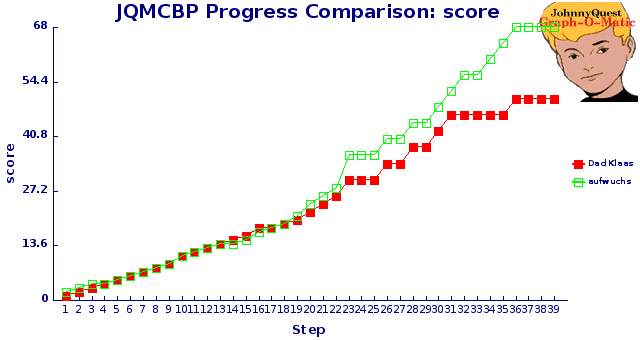 JQMCBP Progress Comparison: score
JohnnyQuest
Graph-O-Matic
68
54.4
40.8
27.2
13.6
0
score
1 2 3 4 5 6 7 8 9 10 11 12 13 14 15 16 17 18 19 20 21 22 23 24 25 26 27 28 29 30 31 32 33 34 35 36 37 38 39
Step
DadKlaas
aufwuchs